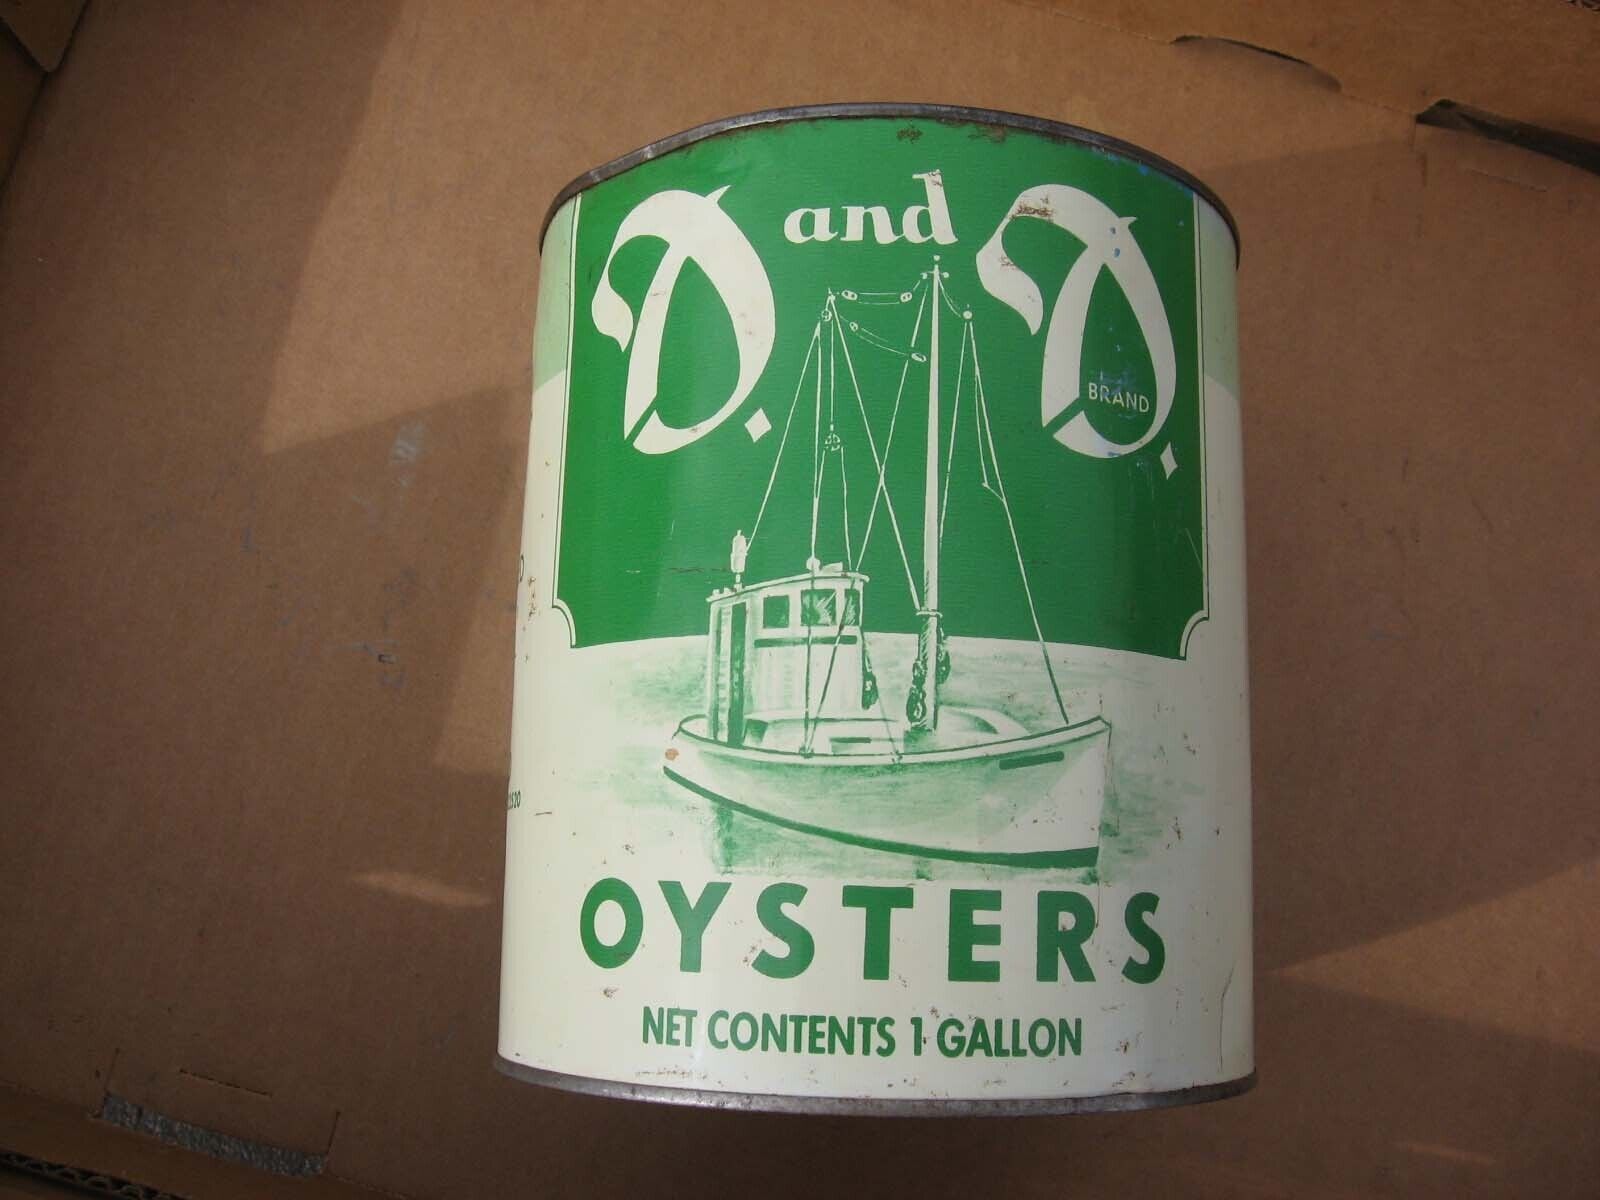 D. and D.
BRAND
OYSTERS
NET CONTENTS 1 GALLON